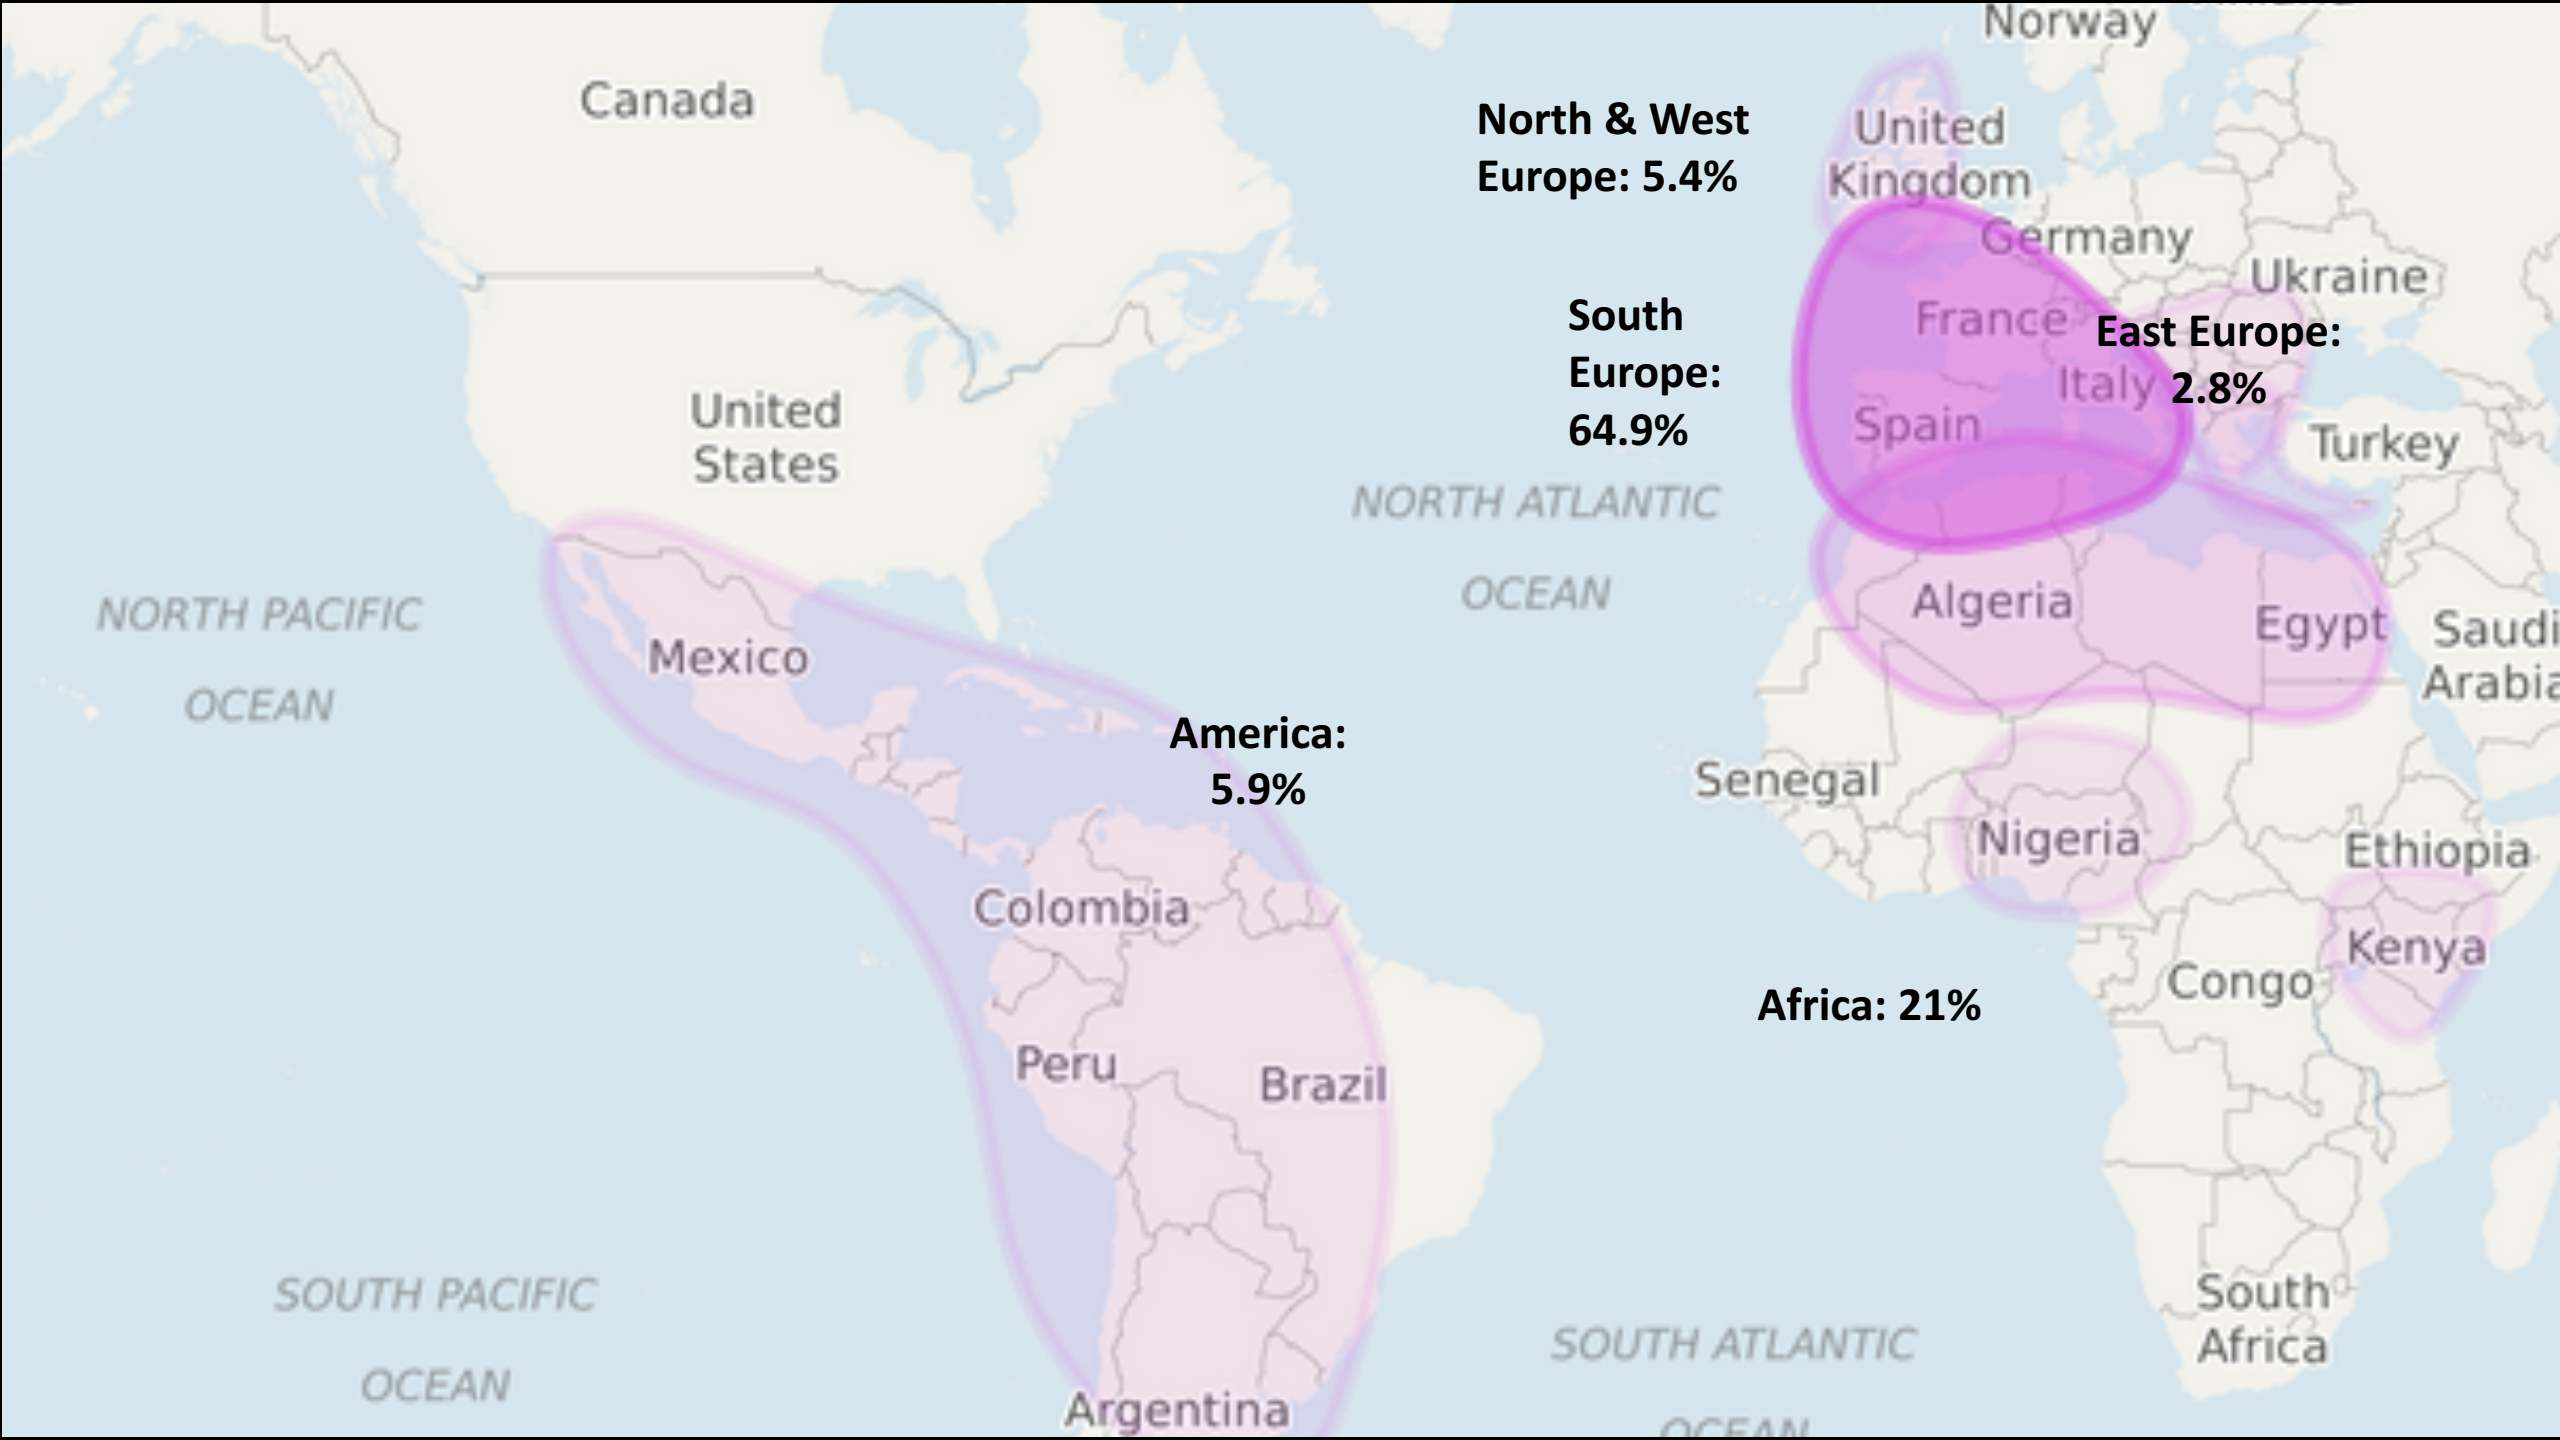 Norway
Canada
North & West
Europe: 5.4%
United
Kingdom
Germany
Ukraine
South
Europe:
64.9%
France
East Europe:
2.8%
Italy
Spain
Turkey
United
States
NORTH ATLANTIC
OCEAN
NORTH PACIFIC
OCEAN
Mexico
Algeria
Egypt
Saudi
Arabia
America:
5.9%
Senegal
Nigeria
Ethiopia
Colombia
Kenya
Congo
Africa: 21%
Peru
Brazil
SOUTH PACIFIC
OCEAN
South
Africa
SOUTH ATLANTIC
OCEAN
Argentina